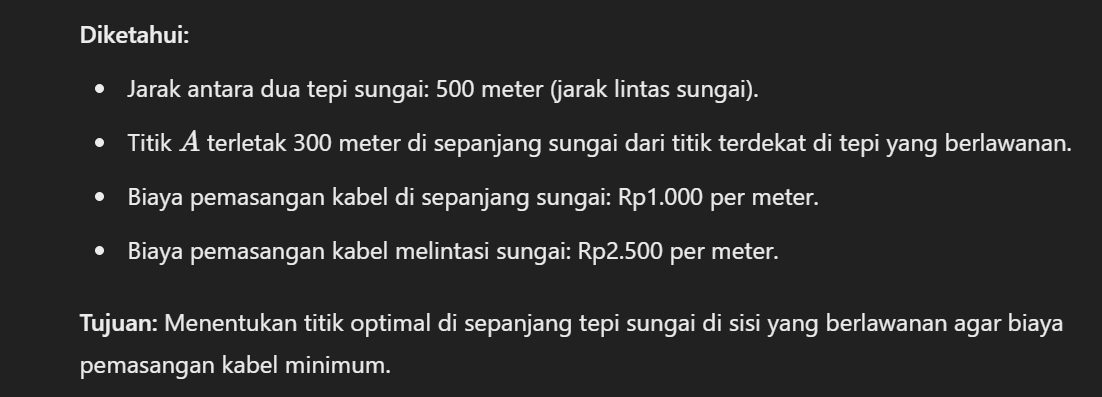 Diketahui:
• Jarak antara dua tepi sungai: 500 meter (jarak lintas sungai).
• Titik A terletak 300 meter di sepanjang sungai dari titik terdekat di tepi yang berlawanan.
• Biaya pemasangan kabel di sepanjang sungai: Rp1.000 per meter.
• Biaya pemasangan kabel melintasi sungai: Rp2.500 per meter.
Tujuan: Menentukan titik optimal di sepanjang tepi sungai di sisi yang berlawanan agar biaya
pemasangan kabel minimum.